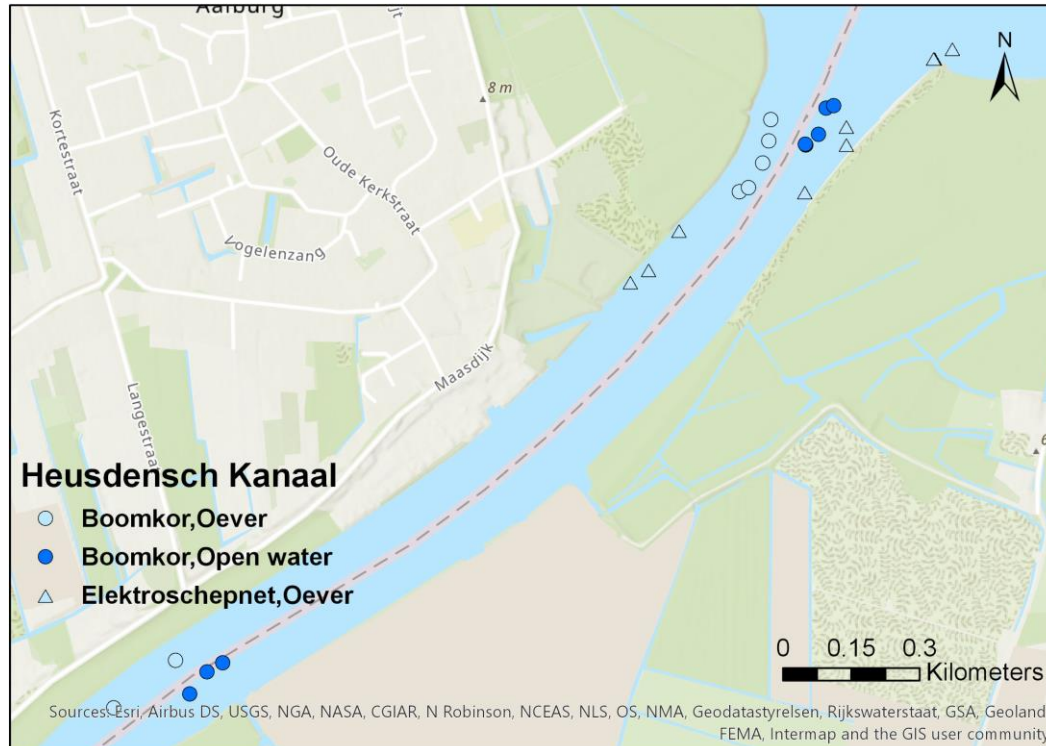 Aalburg
N
8 m
Kortestraat
Oude Kerkstraat
Vogelenzang
Maasdijk
Langestraat
6
Heusdensch Kanaal
Boomkor,Oever
Boomkor,Open water
Elektroschepnet,Oever
0 0.15 0.3
Kilometers
Sources: Esri, Airbus DS, USGS, NGA, NASA, CGIAR, N Robinson, NCEAS, NLS, OS, NMA, Geodatastyrelsen, Rijkswaterstaat, GSA, Geoland
FEMA, Intermap and the GIS user community